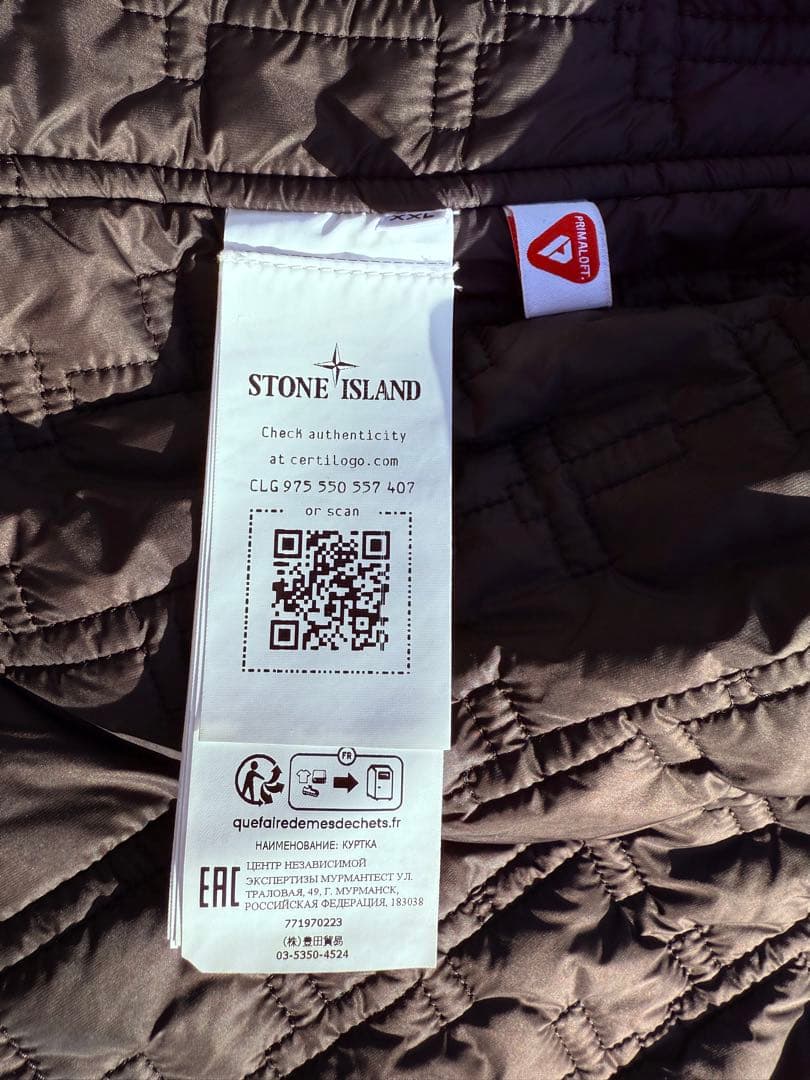 XXL
PRIMALOFT.
STONE ISLAND
Check authenticity
at certilogo.com
CLG 975 550 557 407
or scan
FR
quefairedemesdechets.fr
НАИМЕНОВАНИЕ: КУРТКА
EAC
ЦЕНТР НЕЗАВИСИМОЙ
ЭКСПЕРТИЗЫ МУРМАНТЕСТ УЛ.
ТРАЛОВАЯ, 49, Г. МУРМАНСК,
РОССИЙСКАЯ ФЕДЕРАЦИЯ, 183038
771970223
(株)豊田貿易
03-5350-4524